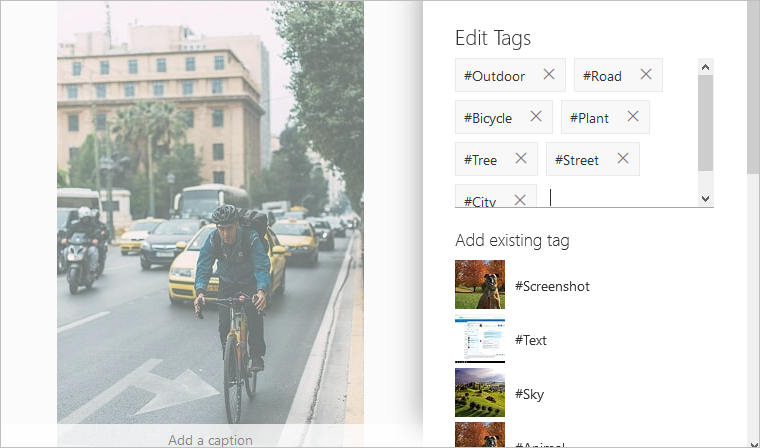 Edit Tags
#Outdoor
#Road
#Bicycle
#Plant
#Tree
#Street
#City
Add existing tag
#Screenshot
#Text
#Sky
#Animal
Add a caption